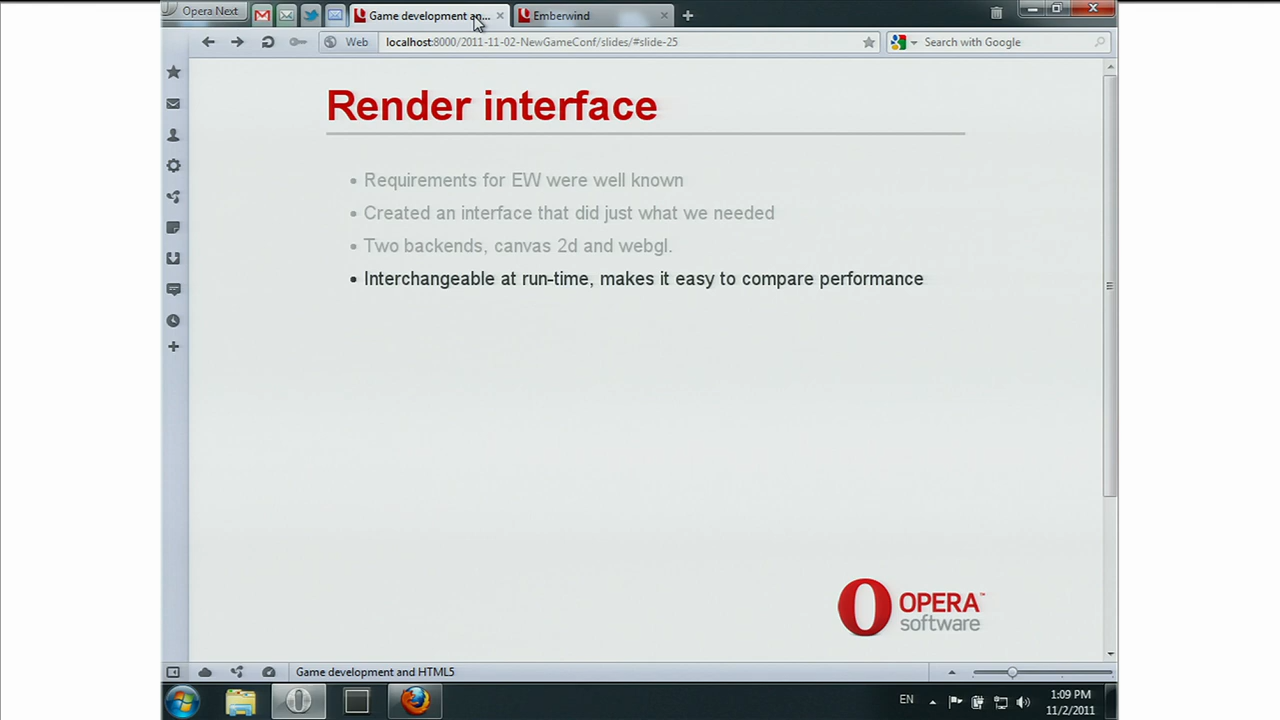 Opera Next
Game development an...
Emberwind
Web
localhost:8000/2011-11-02-NewGameConf/slides/#slide-25
Search with Google
Render interface
• Requirements for EW were well known
• Created an interface that did just what we needed
• Two backends, canvas 2d and webgl.
• Interchangeable at run-time, makes it easy to compare performance
OPERA™
software
Game development and HTML5
EN
1:09 PM
11/2/2011